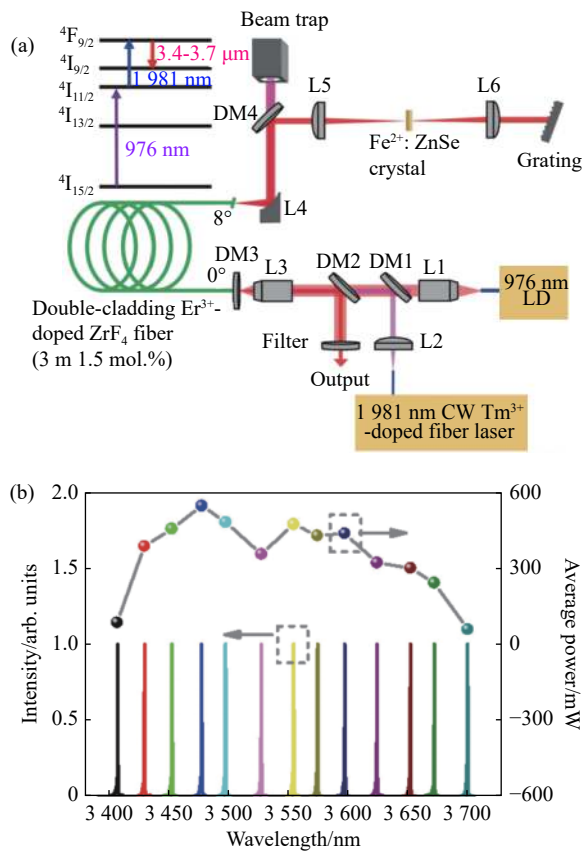 (a)
Beam trap
⁴F₉/₂
3.4-3.7 μm
⁴I₉/₂
1 981 nm
⁴I₁₁/₂
⁴I₁₃/₂
976 nm
⁴I₁₅/₂
DM4
L5
L6
Fe²⁺: ZnSe
crystal
Grating
8°
L4
0°
DM3
L3
DM2
DM1
L1
976 nm
LD
Double-cladding Er³⁺-
doped ZrF₄ fiber
(3 m 1.5 mol.%)
Filter
L2
Output
1 981 nm CW Tm³⁺
-doped fiber laser
(b)
2.0
1.5
1.0
0.5
0
Intensity/arb. units
600
300
0
−300
−600
Average power/mW
3 400 3 450 3 500 3 550 3 600 3 650 3 700
Wavelength/nm